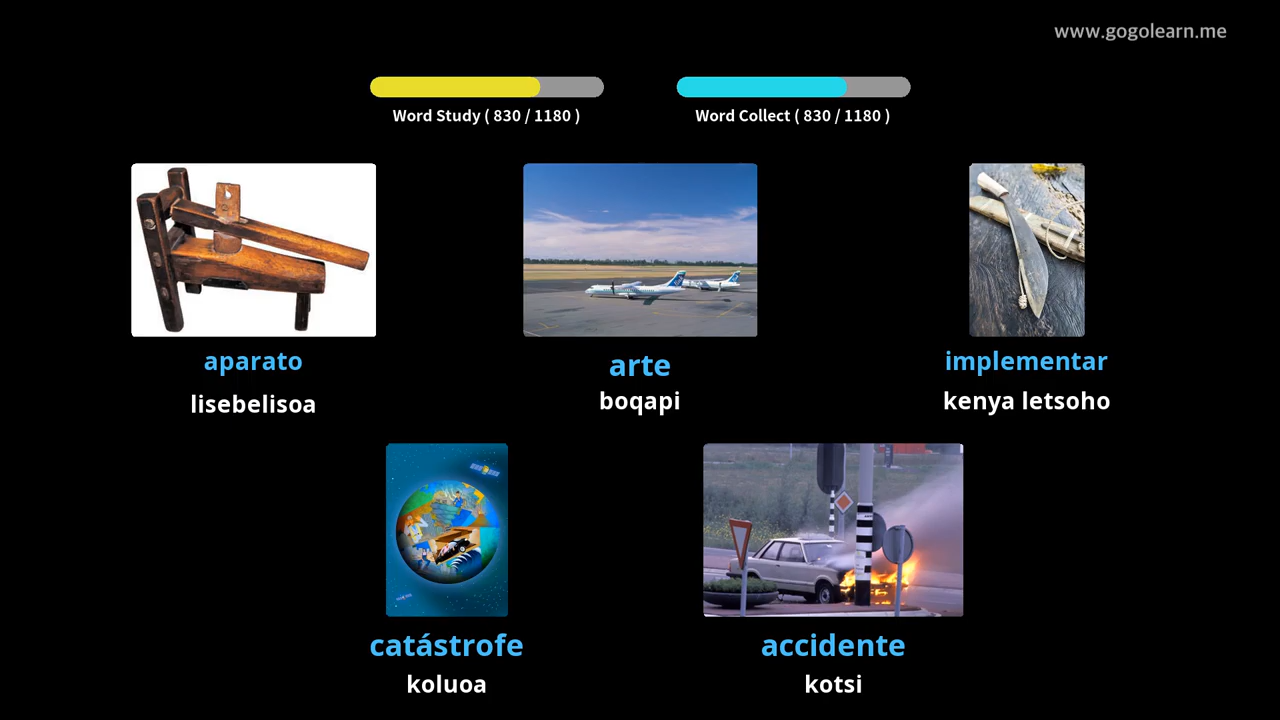 www.gogolearn.me
Word Study ( 830 / 1180 )
Word Collect ( 830 / 1180 )
aparato
lisebelisoa
arte
boqapi
implementar
kenya letsoho
catástrofe
koluoa
accidente
kotsi